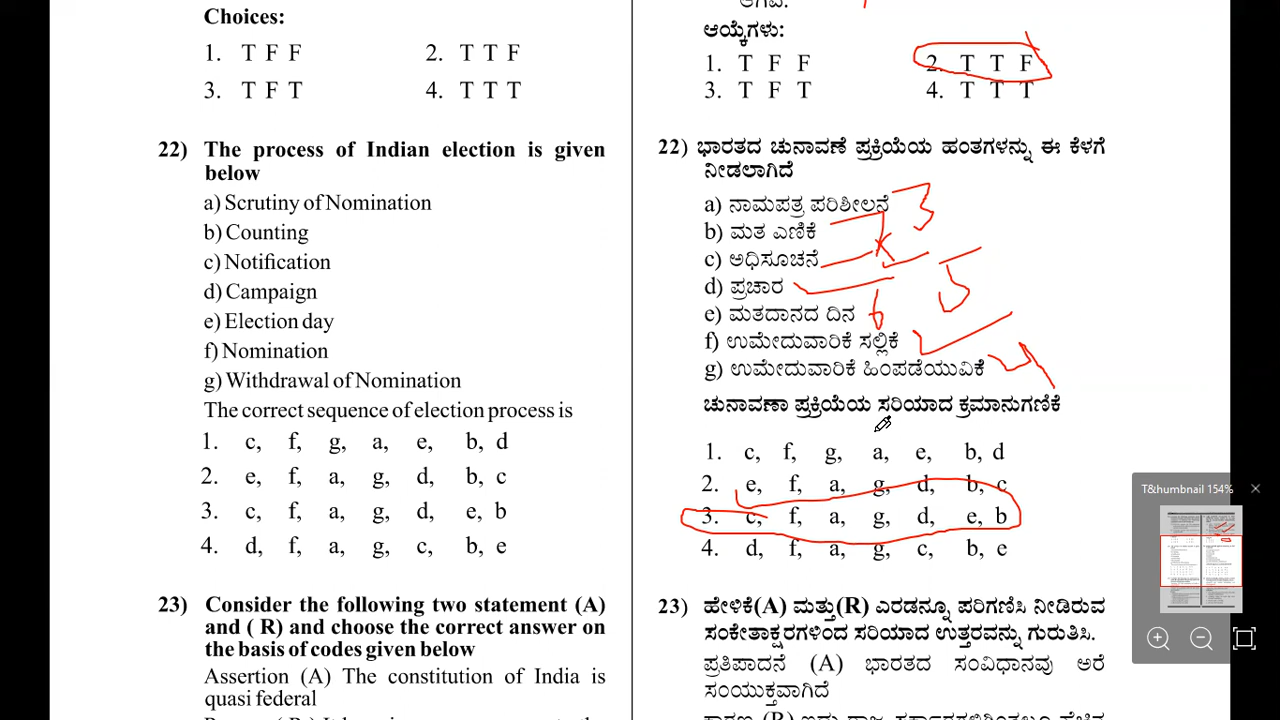 Choices:
1. T F F 2. T T F
3. T F T 4. T T T
22) The process of Indian election is given
below
a) Scrutiny of Nomination
b) Counting
c) Notification
d) Campaign
e) Election day
f) Nomination
g) Withdrawal of Nomination
The correct sequence of election process is
1. c, f, g, a, e, b, d
2. e, f, a, g, d, b, c
3. c, f, a, g, d, e, b
4. d, f, a, g, c, b, e
23) Consider the following two statement (A)
and ( R) and choose the correct answer on
the basis of codes given below
Assertion (A) The constitution of India is
quasi federal
ಆಯ್ಕೆಗಳು:
1. T F F 2. T T F
3. T F T 4. T T T
22) ಭಾರತದ ಚುನಾವಣೆ ಪ್ರಕ್ರಿಯೆಯ ಹಂತಗಳನ್ನು ಈ ಕೆಳಗೆ
ನೀಡಲಾಗಿದೆ
a) ನಾಮಪತ್ರ ಪರಿಶೀಲನೆ 3
b) ಮತ ಎಣಿಕೆ 7
c) ಅಧಿಸೂಚನೆ
d) ಪ್ರಚಾರ 5
e) ಮತದಾನದ ದಿನ 6
f) ಉಮೇದುವಾರಿಕೆ ಸಲ್ಲಿಕೆ
g) ಉಮೇದುವಾರಿಕೆ ಹಿಂಪಡೆಯುವಿಕೆ 4
ಚುನಾವಣಾ ಪ್ರಕ್ರಿಯೆಯ ಸರಿಯಾದ ಕ್ರಮಾನುಗಣಿಕೆ
1. c, f, g, a, e, b, d
2. e, f, a, g, d, b, c
3. c, f, a, g, d, e, b
4. d, f, a, g, c, b, e
23) ಹೇಳಿಕೆ(A) ಮತ್ತು(R) ಎರಡನ್ನೂ ಪರಿಗಣಿಸಿ ನೀಡಿರುವ
ಸಂಕೇತಾಕ್ಷರಗಳಿಂದ ಸರಿಯಾದ ಉತ್ತರವನ್ನು ಗುರುತಿಸಿ.
ಪ್ರತಿಪಾದನೆ (A) ಭಾರತದ ಸಂವಿಧಾನವು ಅರೆ
ಸಂಯುಕ್ತವಾಗಿದೆ
T&humbnail 154%